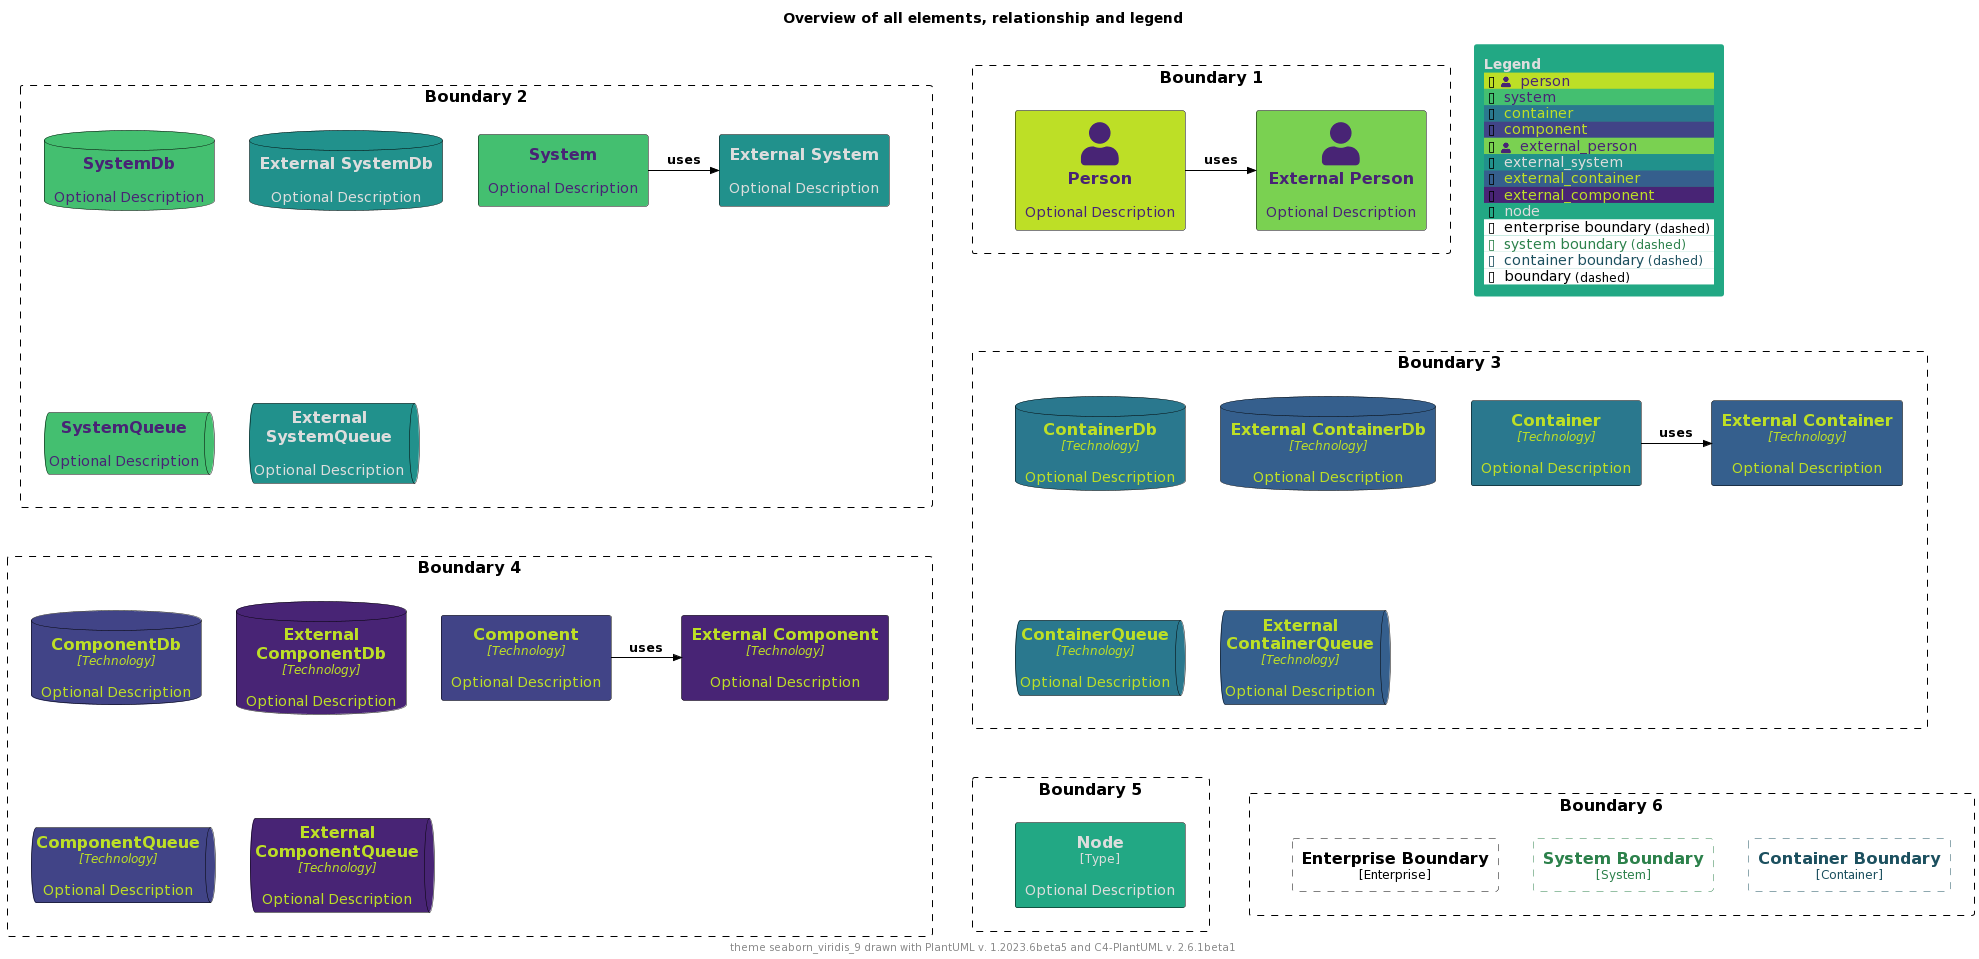 Overview of all elements, relationship and legend
Boundary 2
SystemDb
Optional Description
External SystemDb
Optional Description
System
Optional Description
uses
External System
Optional Description
SystemQueue
Optional Description
External
SystemQueue
Optional Description
Boundary 1
Person
Optional Description
uses
External Person
Optional Description
Legend
person
system
container
component
external_person
external_system
external_container
external_component
node
enterprise boundary (dashed)
system boundary (dashed)
container boundary (dashed)
boundary (dashed)
Boundary 3
ContainerDb
[Technology]
Optional Description
External ContainerDb
[Technology]
Optional Description
Container
[Technology]
Optional Description
uses
External Container
[Technology]
Optional Description
ContainerQueue
[Technology]
Optional Description
External
ContainerQueue
[Technology]
Optional Description
Boundary 4
ComponentDb
[Technology]
Optional Description
External
ComponentDb
[Technology]
Optional Description
Component
[Technology]
Optional Description
uses
External Component
[Technology]
Optional Description
ComponentQueue
[Technology]
Optional Description
External
ComponentQueue
[Technology]
Optional Description
Boundary 5
Node
[Type]
Optional Description
Boundary 6
Enterprise Boundary
[Enterprise]
System Boundary
[System]
Container Boundary
[Container]
theme seaborn_viridis_9 drawn with PlantUML v. 1.2023.6beta5 and C4-PlantUML v. 2.6.1beta1